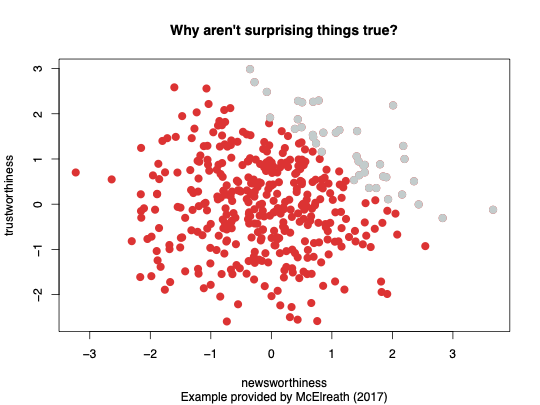 Why aren't surprising things true?
trustworthiness
3
2
1
0
−1
−2
−3 −2 −1 0 1 2 3
newsworthiness
Example provided by McElreath (2017)